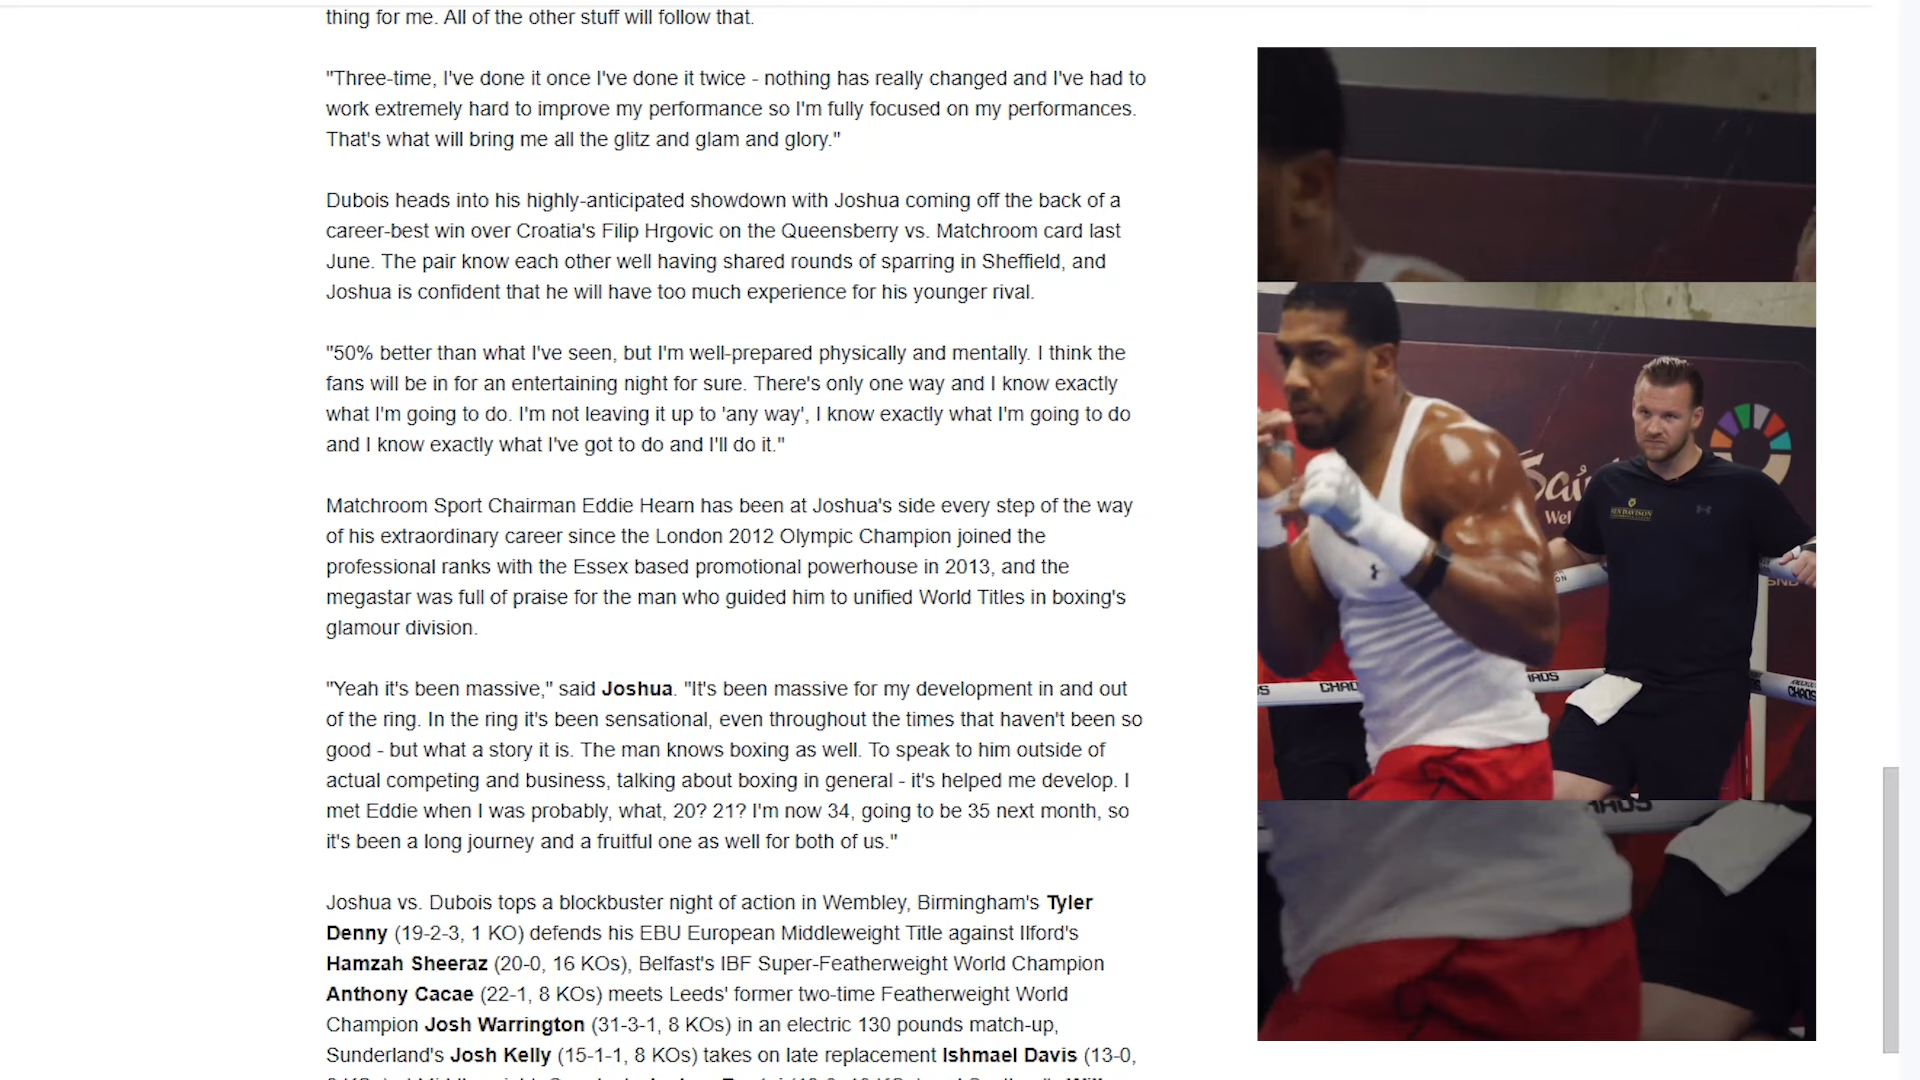 thing for me. All of the other stuff will follow that.
"Three-time, I've done it once I've done it twice - nothing has really changed and I've had to
work extremely hard to improve my performance so I'm fully focused on my performances.
That's what will bring me all the glitz and glam and glory."
Dubois heads into his highly-anticipated showdown with Joshua coming off the back of a
career-best win over Croatia's Filip Hrgovic on the Queensberry vs. Matchroom card last
June. The pair know each other well having shared rounds of sparring in Sheffield, and
Joshua is confident that he will have too much experience for his younger rival.
"50% better than what I've seen, but I'm well-prepared physically and mentally. I think the
fans will be in for an entertaining night for sure. There's only one way and I know exactly
what I'm going to do. I'm not leaving it up to 'any way', I know exactly what I'm going to do
and I know exactly what I've got to do and I'll do it."
Matchroom Sport Chairman Eddie Hearn has been at Joshua's side every step of the way
of his extraordinary career since the London 2012 Olympic Champion joined the
professional ranks with the Essex based promotional powerhouse in 2013, and the
megastar was full of praise for the man who guided him to unified World Titles in boxing's
glamour division.
"Yeah it's been massive," said Joshua. "It's been massive for my development in and out
of the ring. In the ring it's been sensational, even throughout the times that haven't been so
good - but what a story it is. The man knows boxing as well. To speak to him outside of
actual competing and business, talking about boxing in general - it's helped me develop. I
met Eddie when I was probably, what, 20? 21? I'm now 34, going to be 35 next month, so
it's been a long journey and a fruitful one as well for both of us."
Joshua vs. Dubois tops a blockbuster night of action in Wembley, Birmingham's Tyler
Denny (19-2-3, 1 KO) defends his EBU European Middleweight Title against Ilford's
Hamzah Sheeraz (20-0, 16 KOs), Belfast's IBF Super-Featherweight World Champion
Anthony Cacae (22-1, 8 KOs) meets Leeds' former two-time Featherweight World
Champion Josh Warrington (31-3-1, 8 KOs) in an electric 130 pounds match-up,
Sunderland's Josh Kelly (15-1-1, 8 KOs) takes on late replacement Ishmael Davis (13-0,
Sai
Wel
BEN DAVISON
CHAOS